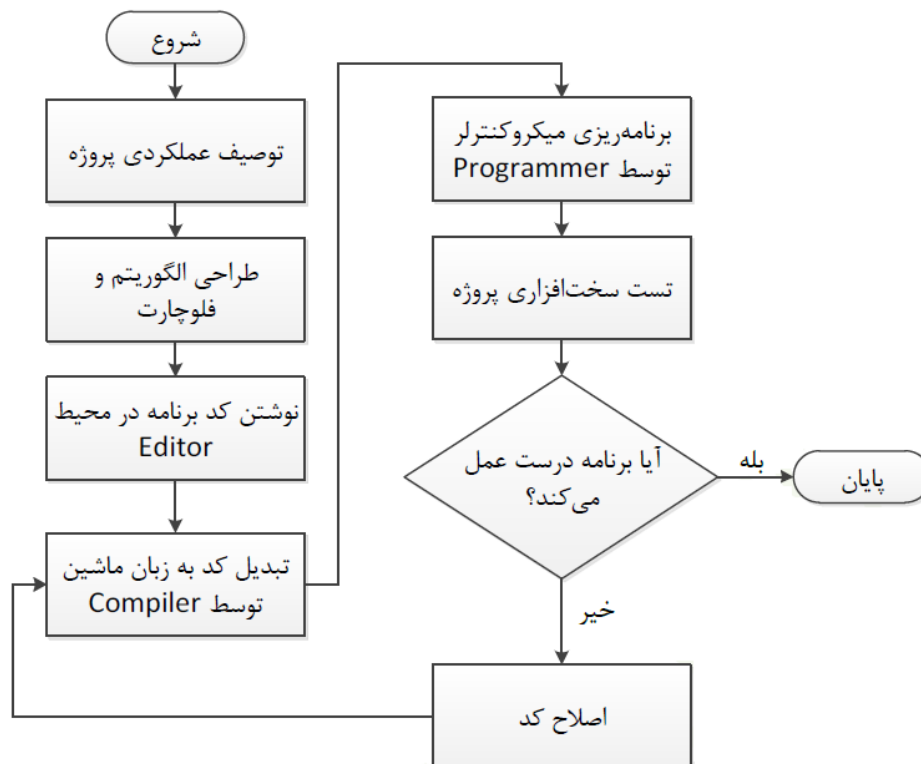 شروع
توصیف عملکردی پروژه
طراحی الگوریتم و
فلوچارت
نوشتن کد برنامه در محیط
Editor
تبدیل کد به زبان ماشین
توسط Compiler
برنامه‌ریزی میکروکنترلر
توسط Programmer
تست سخت‌افزاری پروژه
آیا برنامه درست عمل
می‌کند؟
بله
پایان
خیر
اصلاح کد